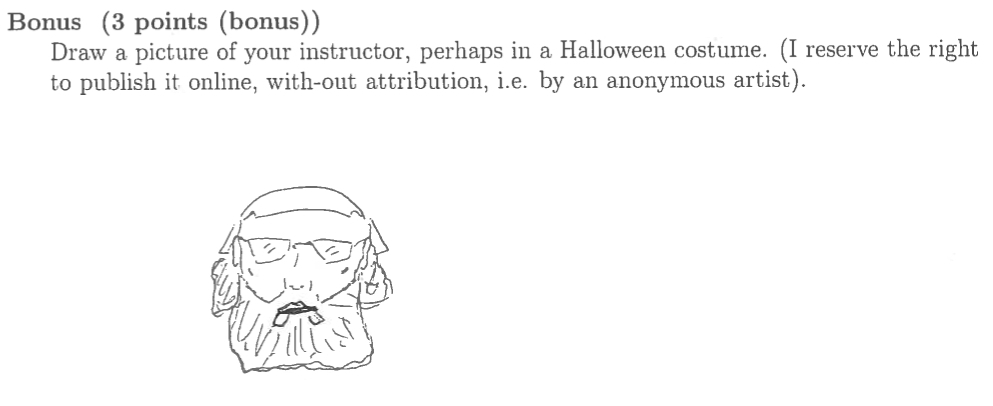 Bonus (3 points (bonus))
Draw a picture of your instructor, perhaps in a Halloween costume. (I reserve the right
to publish it online, with-out attribution, i.e. by an anonymous artist).